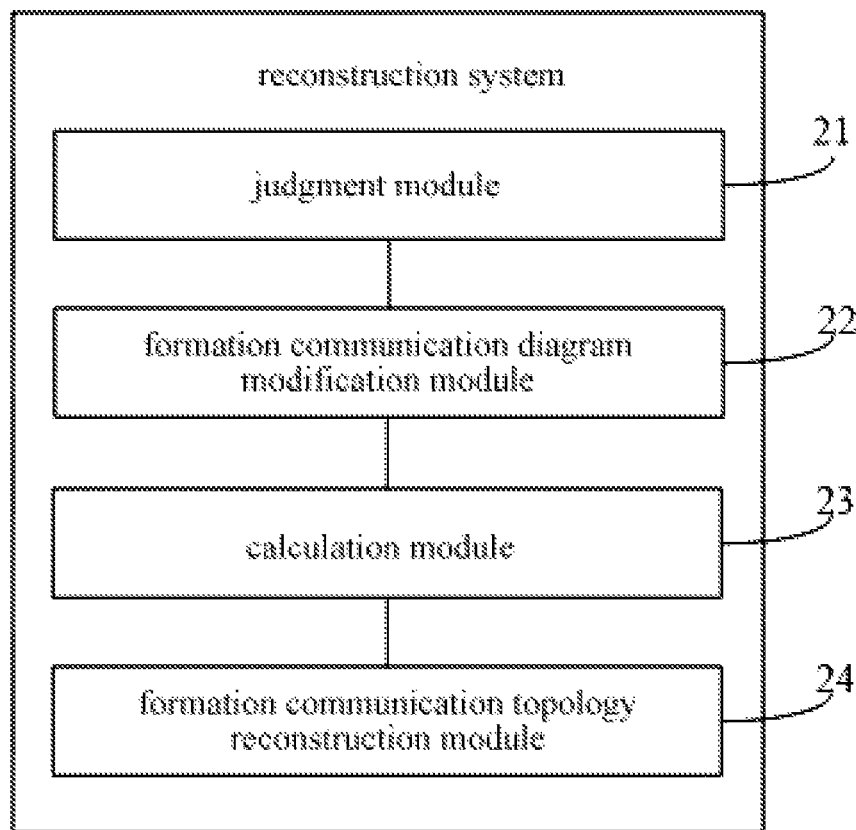 reconstruction system
21
judgment module
22
formation communication diagram
modification module
23
calculation module
24
formation communication topology
reconstruction module